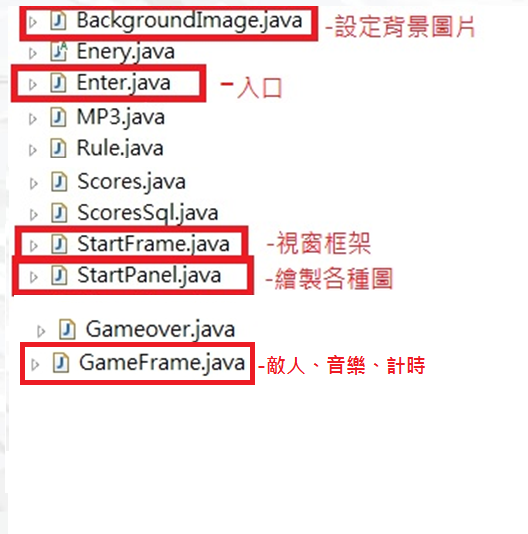 BackgroundImage.java -設定背景圖片
Enery.java
Enter.java -入口
MP3.java
Rule.java
Scores.java
ScoresSql.java
StartFrame.java -視窗框架
StartPanel.java -繪製各種圖
Gameover.java
GameFrame.java -敵人、音樂、計時